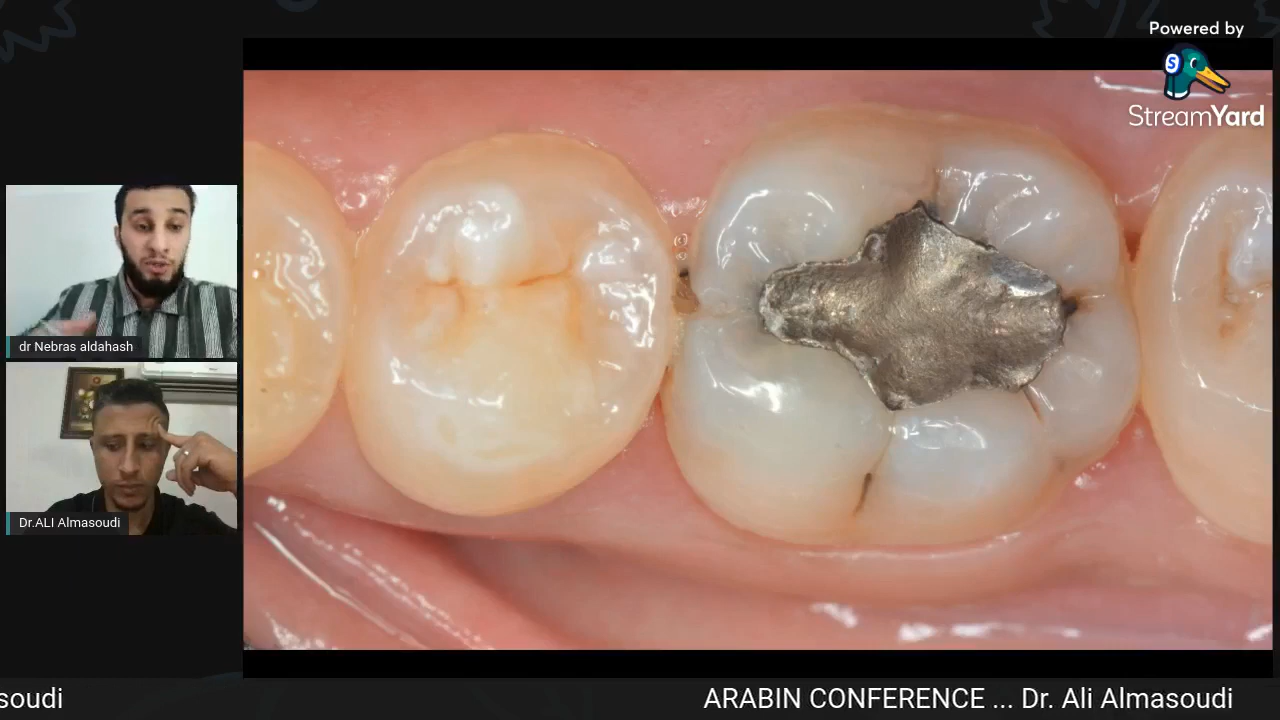 Powered by
S
StreamYard
dr Nebras aldahash
Dr.ALI Almasoudi
soudi
ARABIN CONFERENCE ... Dr. Ali Almasoudi